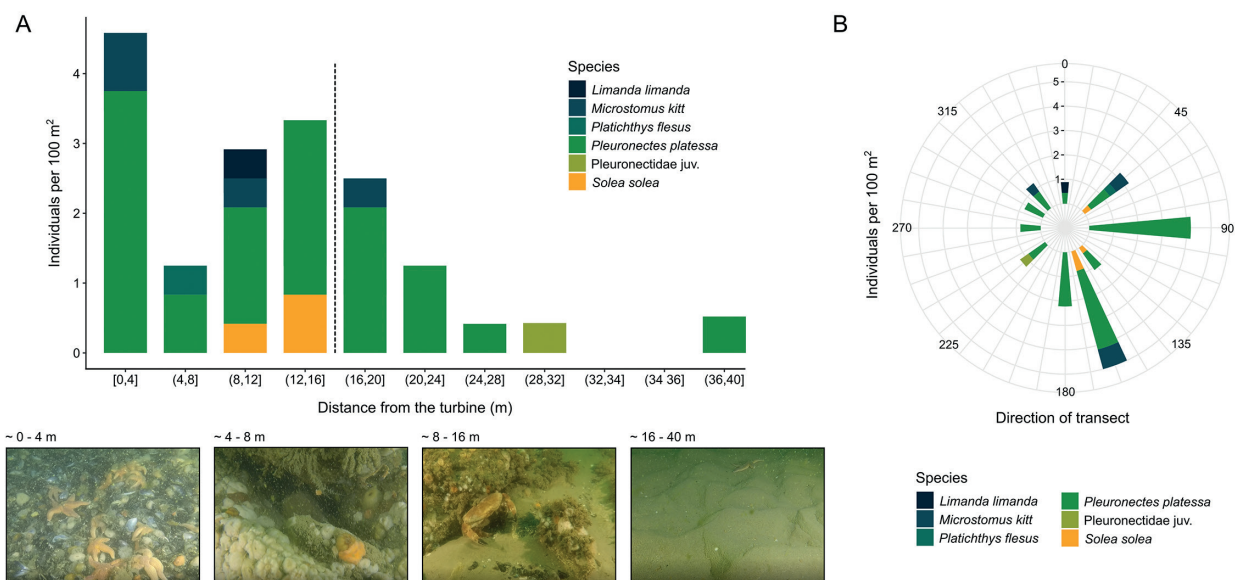 A
Individuals per 100 m²
4
3
2
1
0
[0,4] (4,8] (8,12] (12,16] (16,20] (20,24] (24,28] (28,32] (32,34] (34 36] (36,40]
Distance from the turbine (m)
Species
Limanda limanda
Microstomus kitt
Platichthys flesus
Pleuronectes platessa
Pleuronectidae juv.
Solea solea
~ 0 - 4 m
~ 4 - 8 m
~ 8 - 16 m
~ 16 - 40 m
B
Individuals per 100 m²
0
5
4
3
2
1
45
90
135
180
225
270
315
Direction of transect
Species
Limanda limanda
Microstomus kitt
Platichthys flesus
Pleuronectes platessa
Pleuronectidae juv.
Solea solea